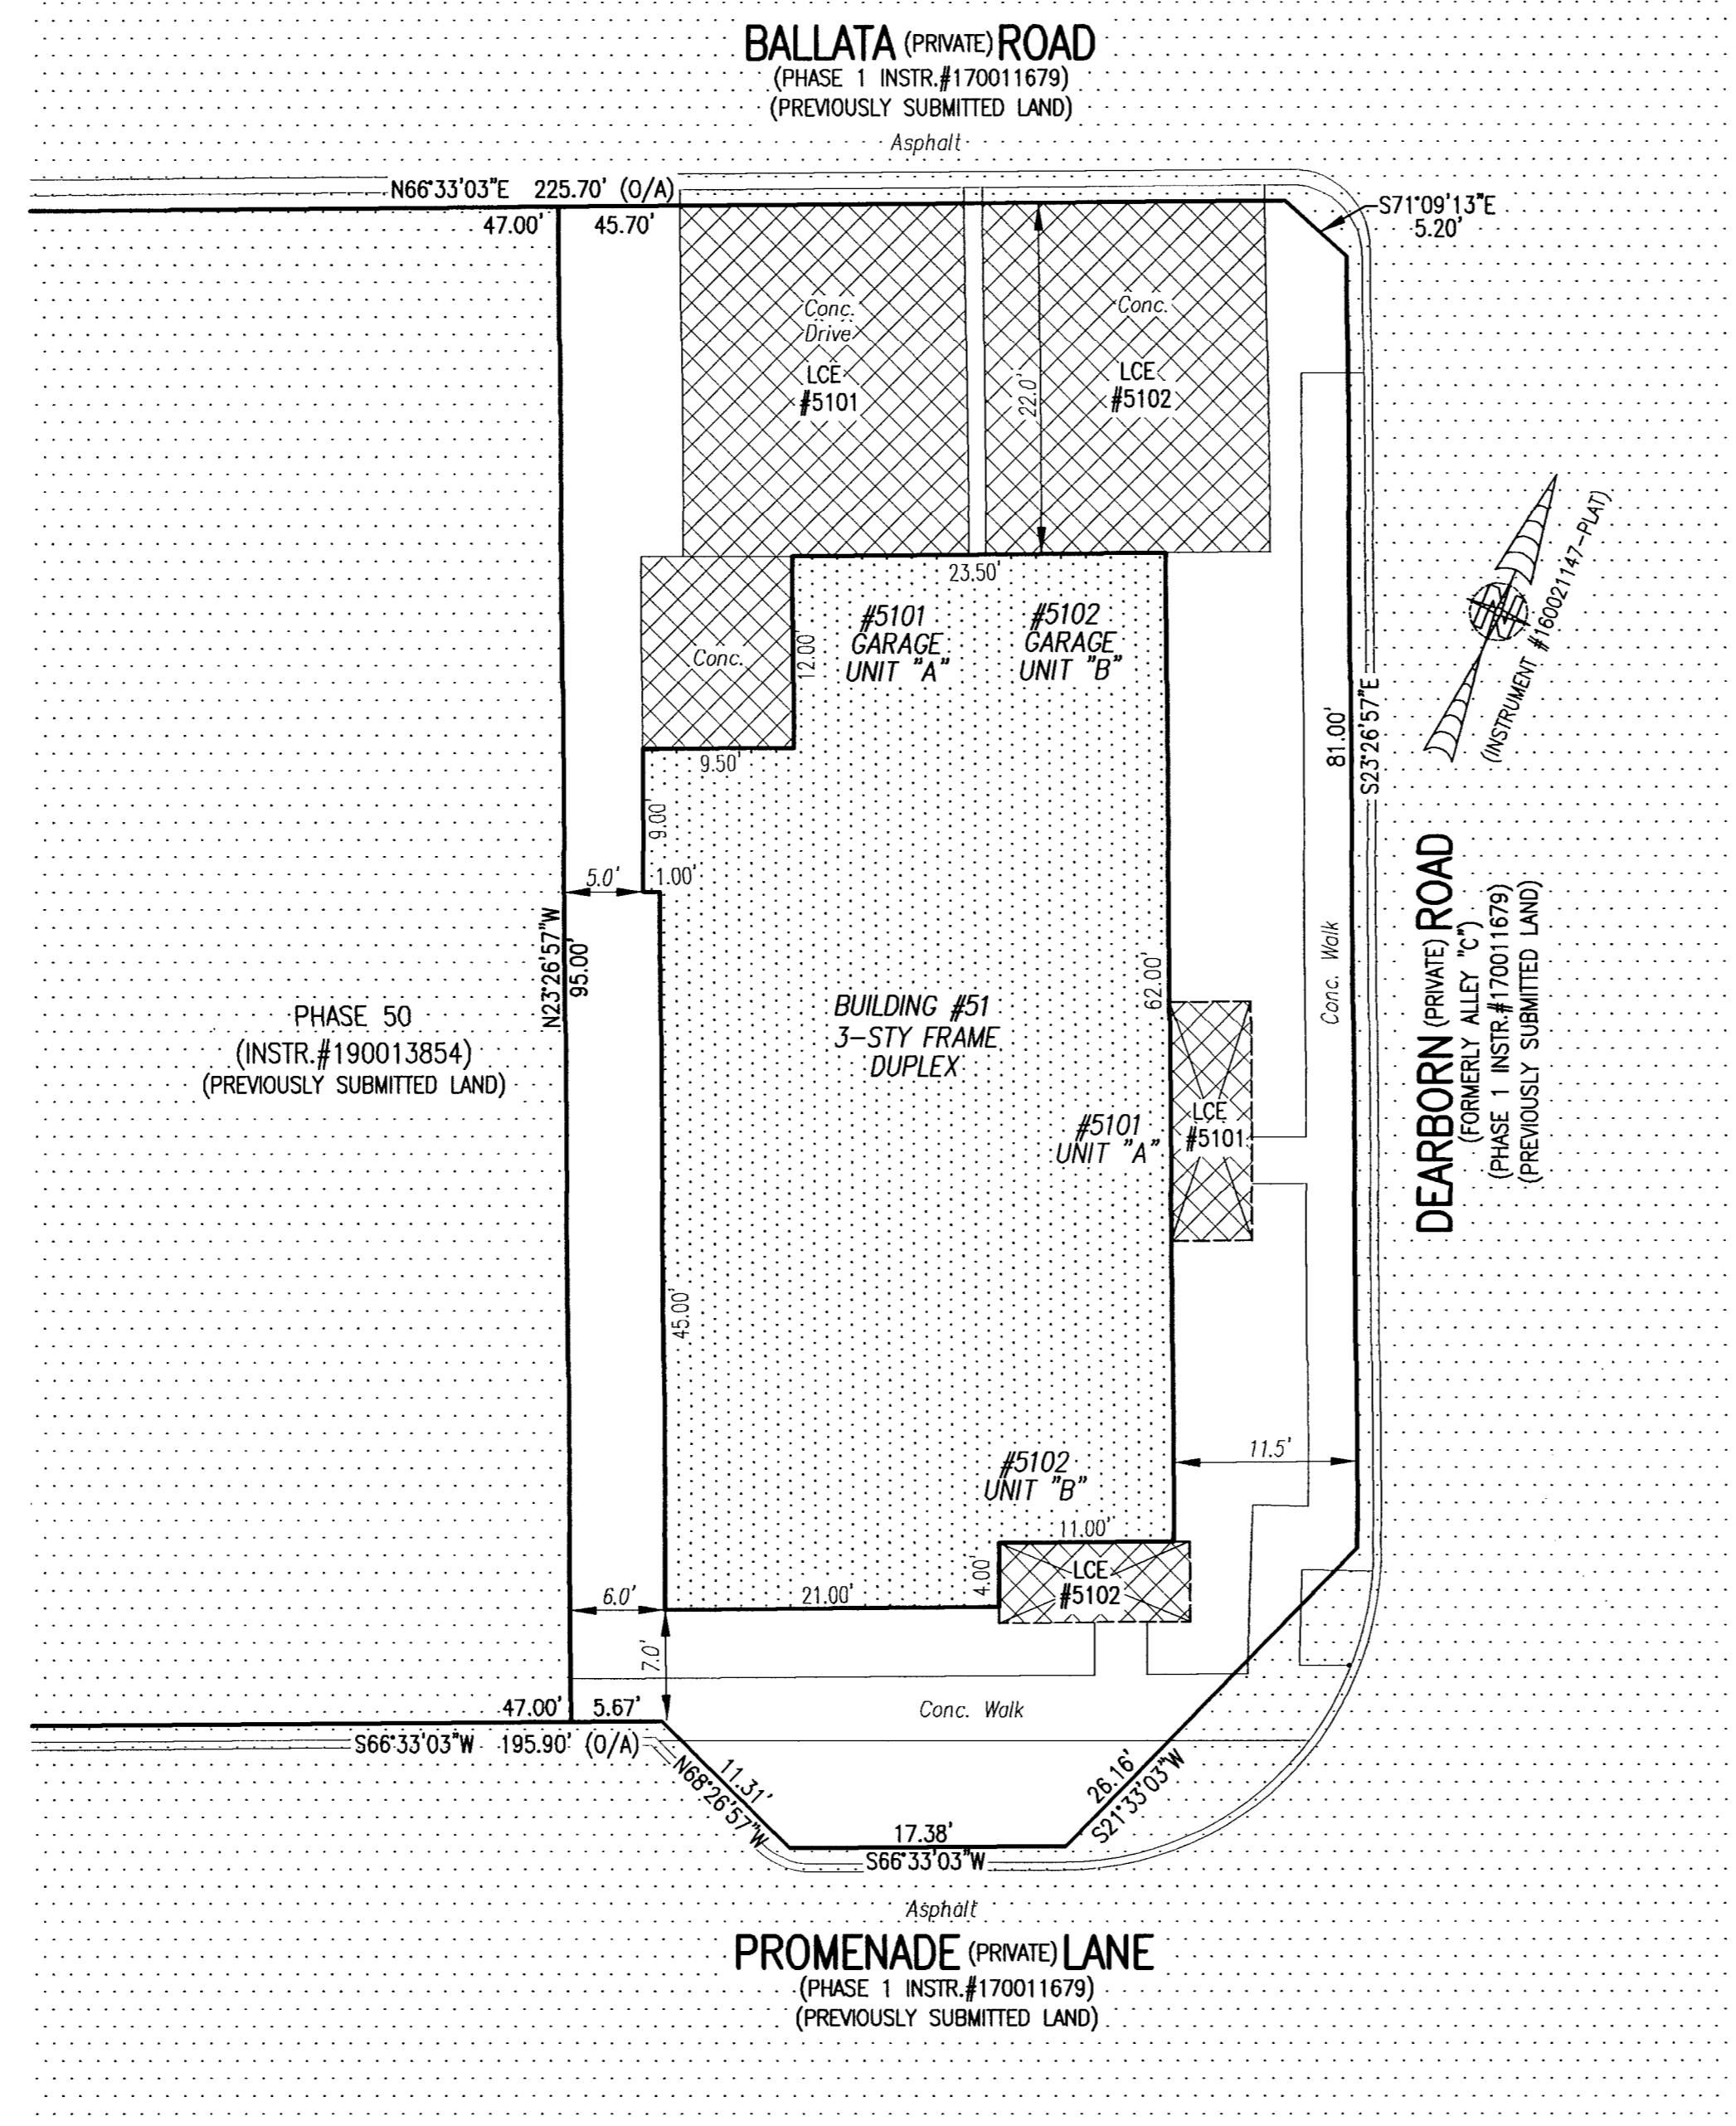 BALLATA (PRIVATE) ROAD
(PHASE 1 INSTR.#170011679)
(PREVIOUSLY SUBMITTED LAND)
Asphalt
N66°33'03"E 225.70' (O/A)
47.00' 45.70'
S71°09'13"E
5.20'
Conc.
Drive
LCE
#5101
Conc.
LCE
#5102
22.0'
23.50'
#5101
GARAGE
UNIT "A"
#5102
GARAGE
UNIT "B"
12.00'
Conc.
9.50'
9.00'
5.0'
1.00'
(INSTRUMENT #160021147-PLAT)
81.00'
S23°26'57"E
Conc. Walk
DEARBORN (PRIVATE) ROAD
(FORMERLY ALLEY "C")
(PHASE 1 INSTR.#170011679)
(PREVIOUSLY SUBMITTED LAND)
N23°26'57"W
95.00'
62.00'
PHASE 50
(INSTR.#190013854)
(PREVIOUSLY SUBMITTED LAND)
BUILDING #51
3-STY FRAME
DUPLEX
#5101
UNIT "A"
LCE
#5101
45.00'
#5102
UNIT "B"
11.5'
11.00'
4.00'
LCE
#5102
6.0'
21.00'
7.0'
47.00' 5.67'
Conc. Walk
S66°33'03"W 195.90' (O/A)
11.31'
N68°26'57"W
26.16'
S21°33'03"W
17.38'
S66°33'03"W
Asphalt
PROMENADE (PRIVATE) LANE
(PHASE 1 INSTR.#170011679)
(PREVIOUSLY SUBMITTED LAND)